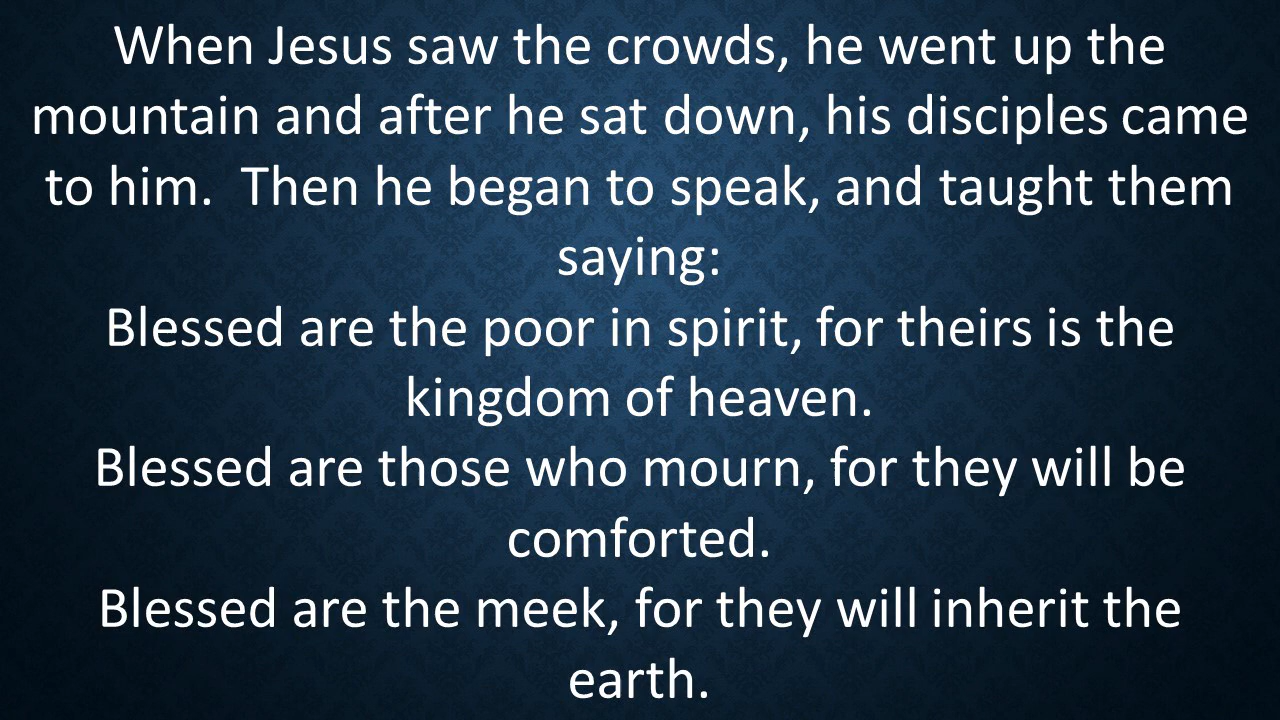 When Jesus saw the crowds, he went up the
mountain and after he sat down, his disciples came
to him.  Then he began to speak, and taught them
saying:
Blessed are the poor in spirit, for theirs is the
kingdom of heaven.
Blessed are those who mourn, for they will be
comforted.
Blessed are the meek, for they will inherit the
earth.